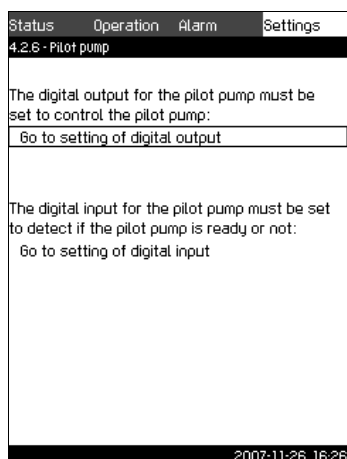 Status Operation Alarm Settings
4.2.6 - Pilot pump
The digital output for the pilot pump must be
set to control the pilot pump:
Go to setting of digital output
The digital input for the pilot pump must be set
to detect if the pilot pump is ready or not:
Go to setting of digital input
2007-11-26 16:26